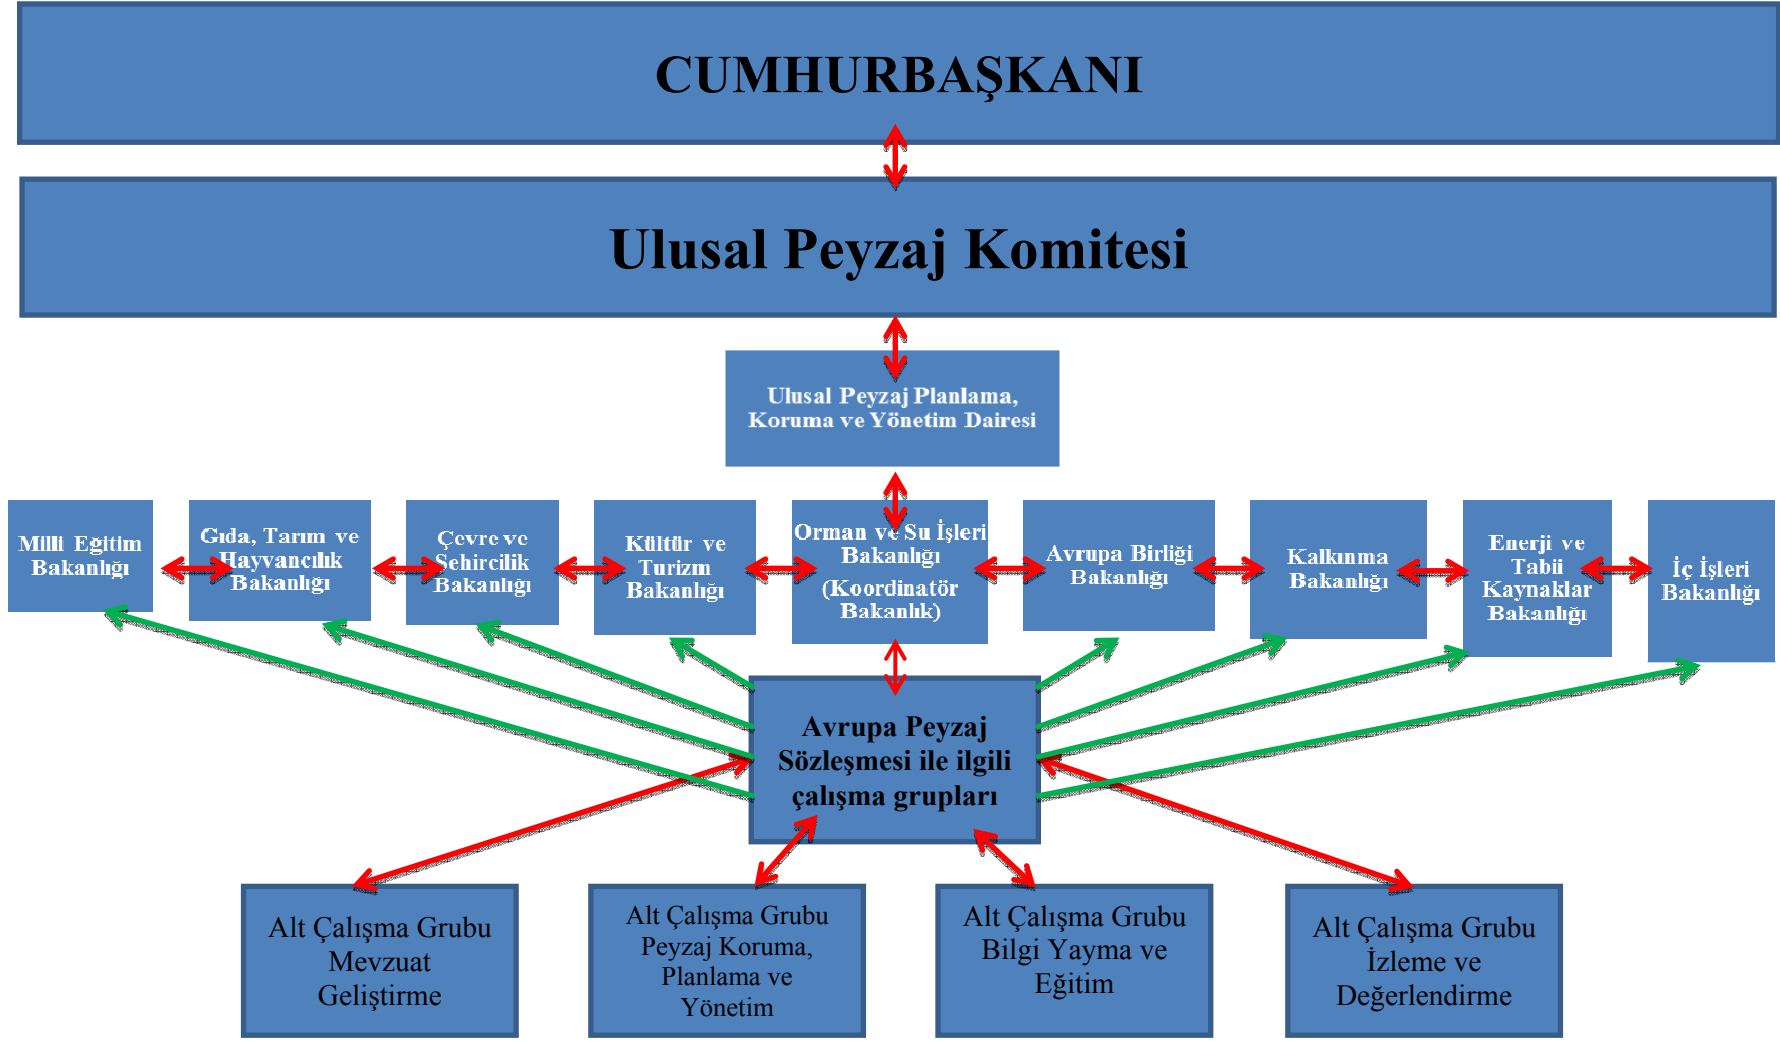 CUMHURBAŞKANI
Ulusal Peyzaj Komitesi
Ulusal Peyzaj Planlama,
Koruma ve Yönetim Dairesi
Milli Eğitim
Bakanlığı
Gıda, Tarım ve
Hayvancılık
Bakanlığı
Çevre ve
Şehircilik
Bakanlığı
Kültür ve
Turizm
Bakanlığı
Orman ve Su İşleri
Bakanlığı
(Koordinatör
Bakanlık)
Avrupa Birliği
Bakanlığı
Kalkınma
Bakanlığı
Enerji ve
Tabii
Kaynaklar
Bakanlığı
İç İşleri
Bakanlığı
Avrupa Peyzaj
Sözleşmesi ile ilgili
çalışma grupları
Alt Çalışma Grubu
Mevzuat
Geliştirme
Alt Çalışma Grubu
Peyzaj Koruma,
Planlama ve
Yönetim
Alt Çalışma Grubu
Bilgi Yayma ve
Eğitim
Alt Çalışma Grubu
İzleme ve
Değerlendirme